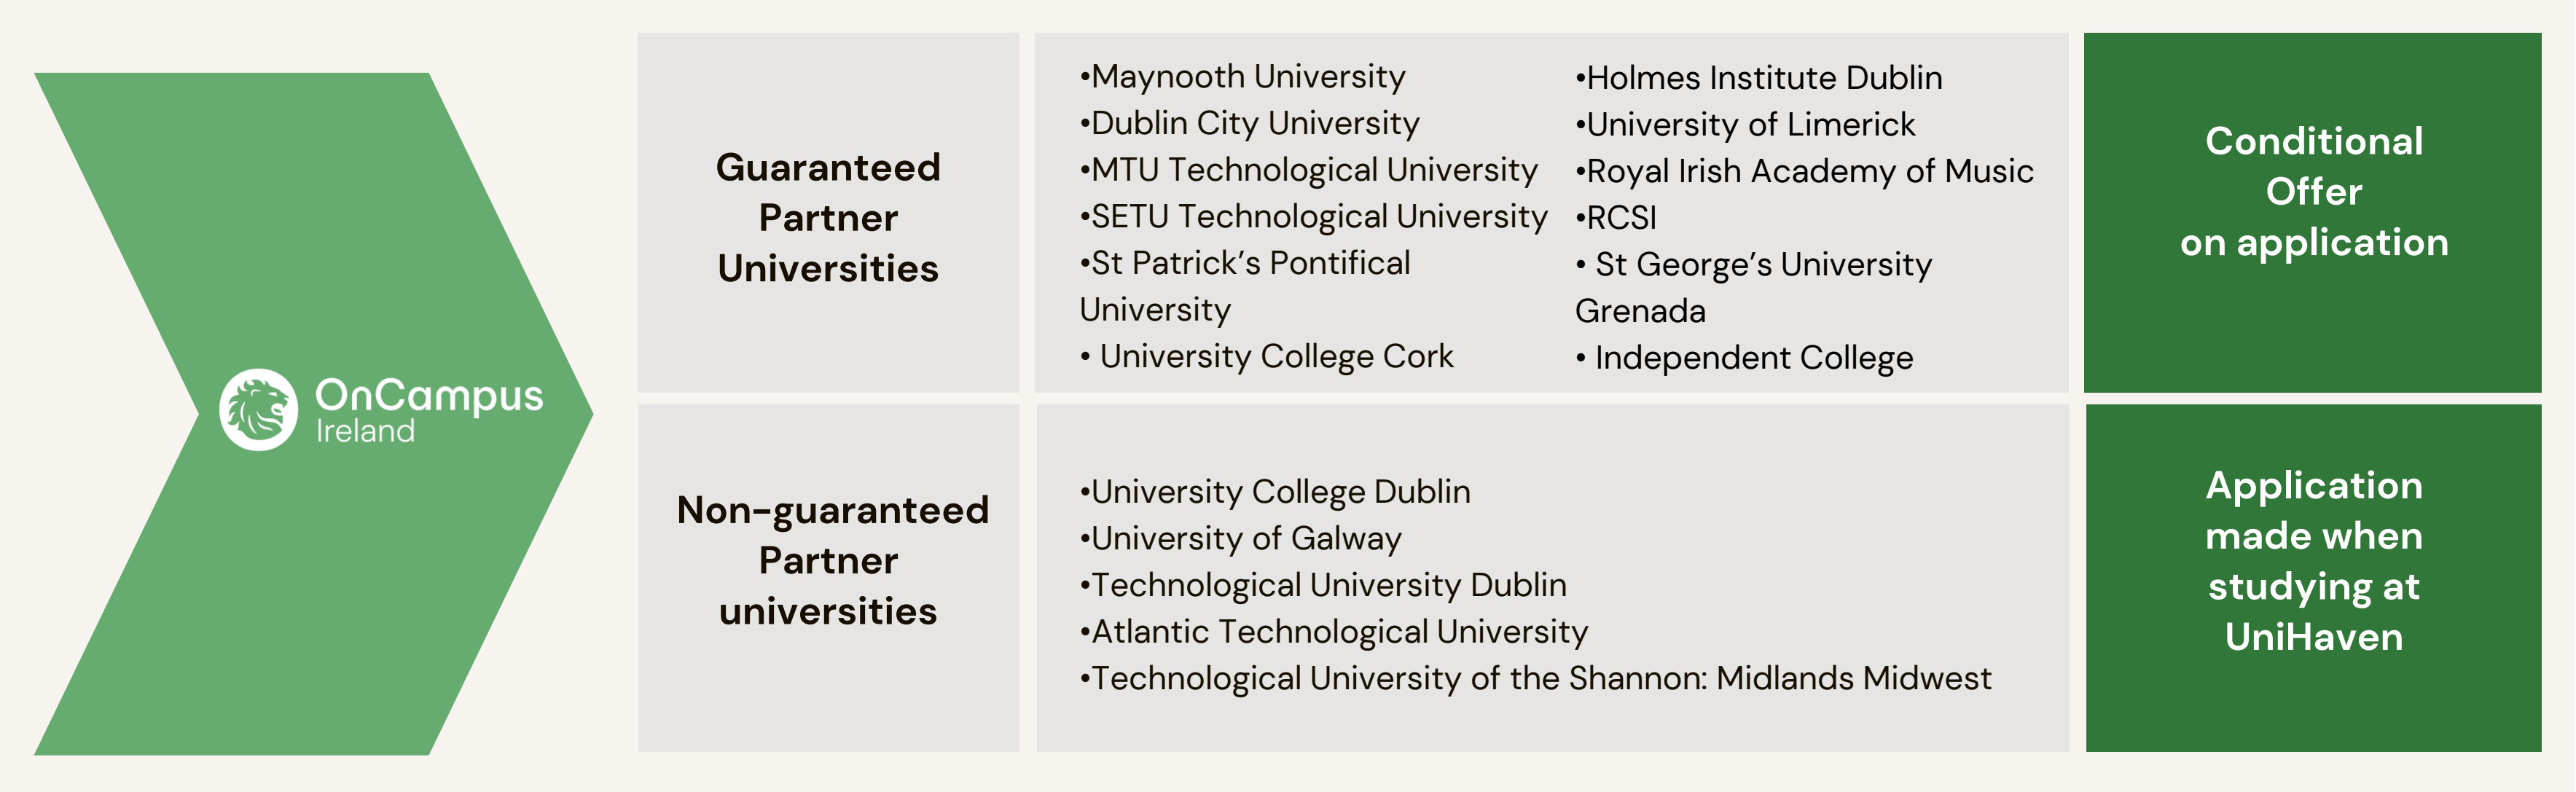 OnCampus
Ireland
Guaranteed
Partner
Universities
•Maynooth University
•Dublin City University
•MTU Technological University
•SETU Technological University
•St Patrick’s Pontifical
University
• University College Cork
•Holmes Institute Dublin
•University of Limerick
•Royal Irish Academy of Music
•RCSI
• St George’s University
Grenada
• Independent College
Conditional
Offer
on application
Non-guaranteed
Partner
universities
•University College Dublin
•University of Galway
•Technological University Dublin
•Atlantic Technological University
•Technological University of the Shannon: Midlands Midwest
Application
made when
studying at
UniHaven